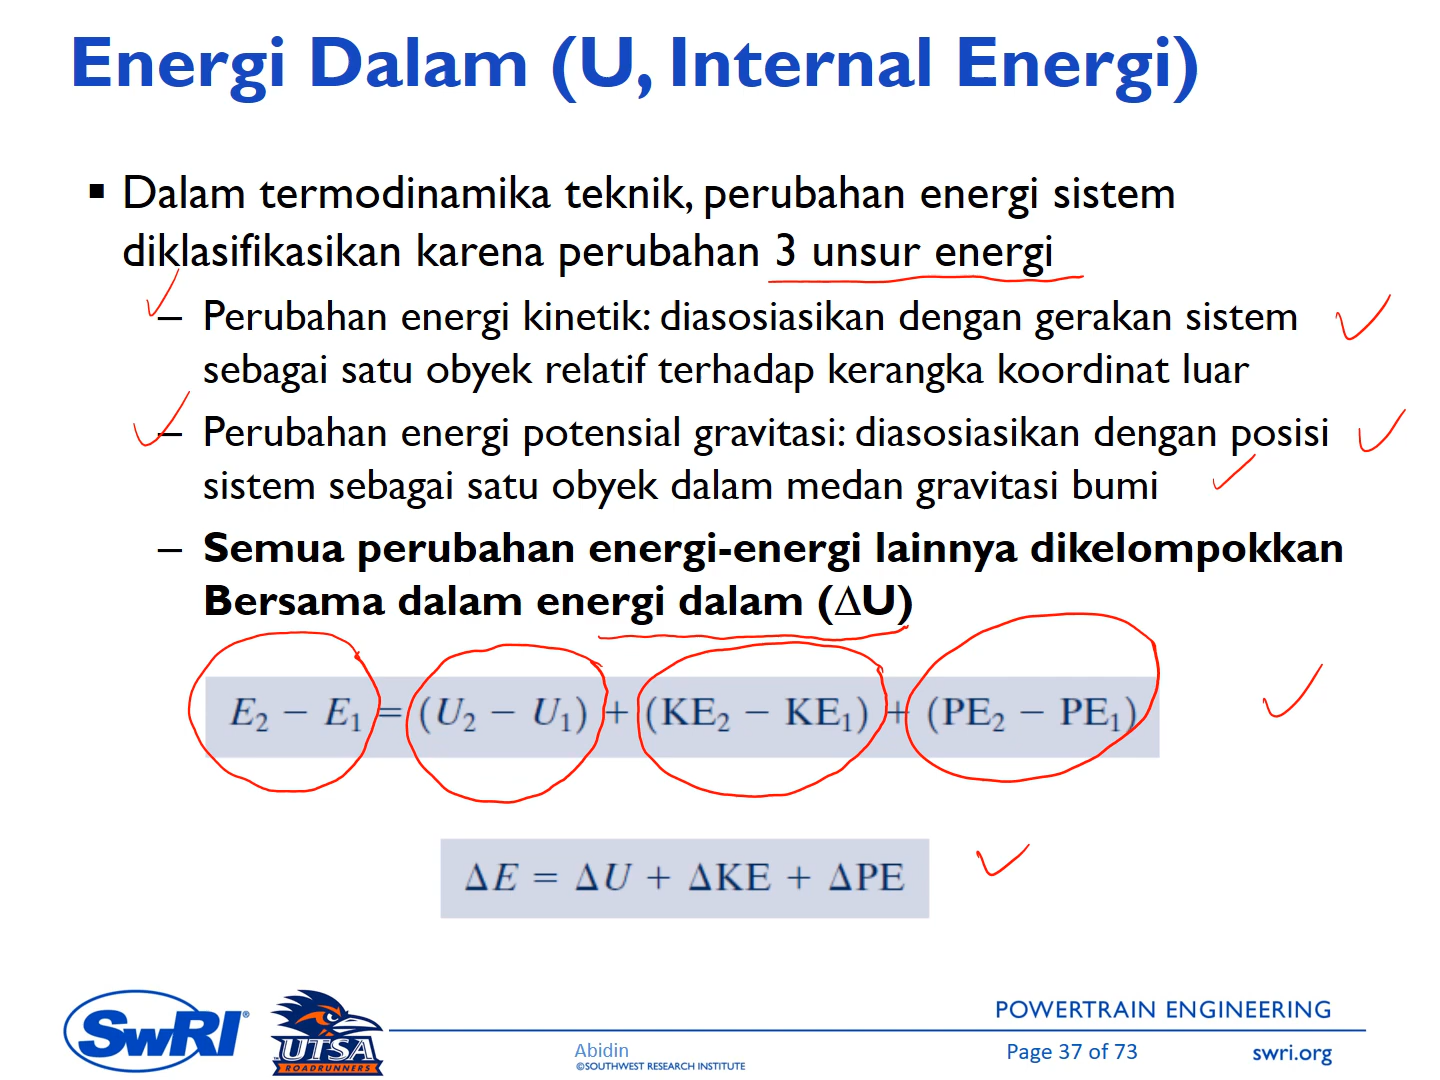 Energi Dalam (U, Internal Energi)
▪ Dalam termodinamika teknik, perubahan energi sistem
diklasifikasikan karena perubahan 3 unsur energi
– Perubahan energi kinetik: diasosiasikan dengan gerakan sistem
sebagai satu obyek relatif terhadap kerangka koordinat luar
– Perubahan energi potensial gravitasi: diasosiasikan dengan posisi
sistem sebagai satu obyek dalam medan gravitasi bumi
– Semua perubahan energi-energi lainnya dikelompokkan
Bersama dalam energi dalam (∆U)
E₂ − E₁ = (U₂ − U₁) + (KE₂ − KE₁) + (PE₂ − PE₁)
ΔE = ΔU + ΔKE + ΔPE
SwRI®
UTSA
ROADRUNNERS
Abidin
©SOUTHWEST RESEARCH INSTITUTE
POWERTRAIN ENGINEERING
Page 37 of 73
swri.org